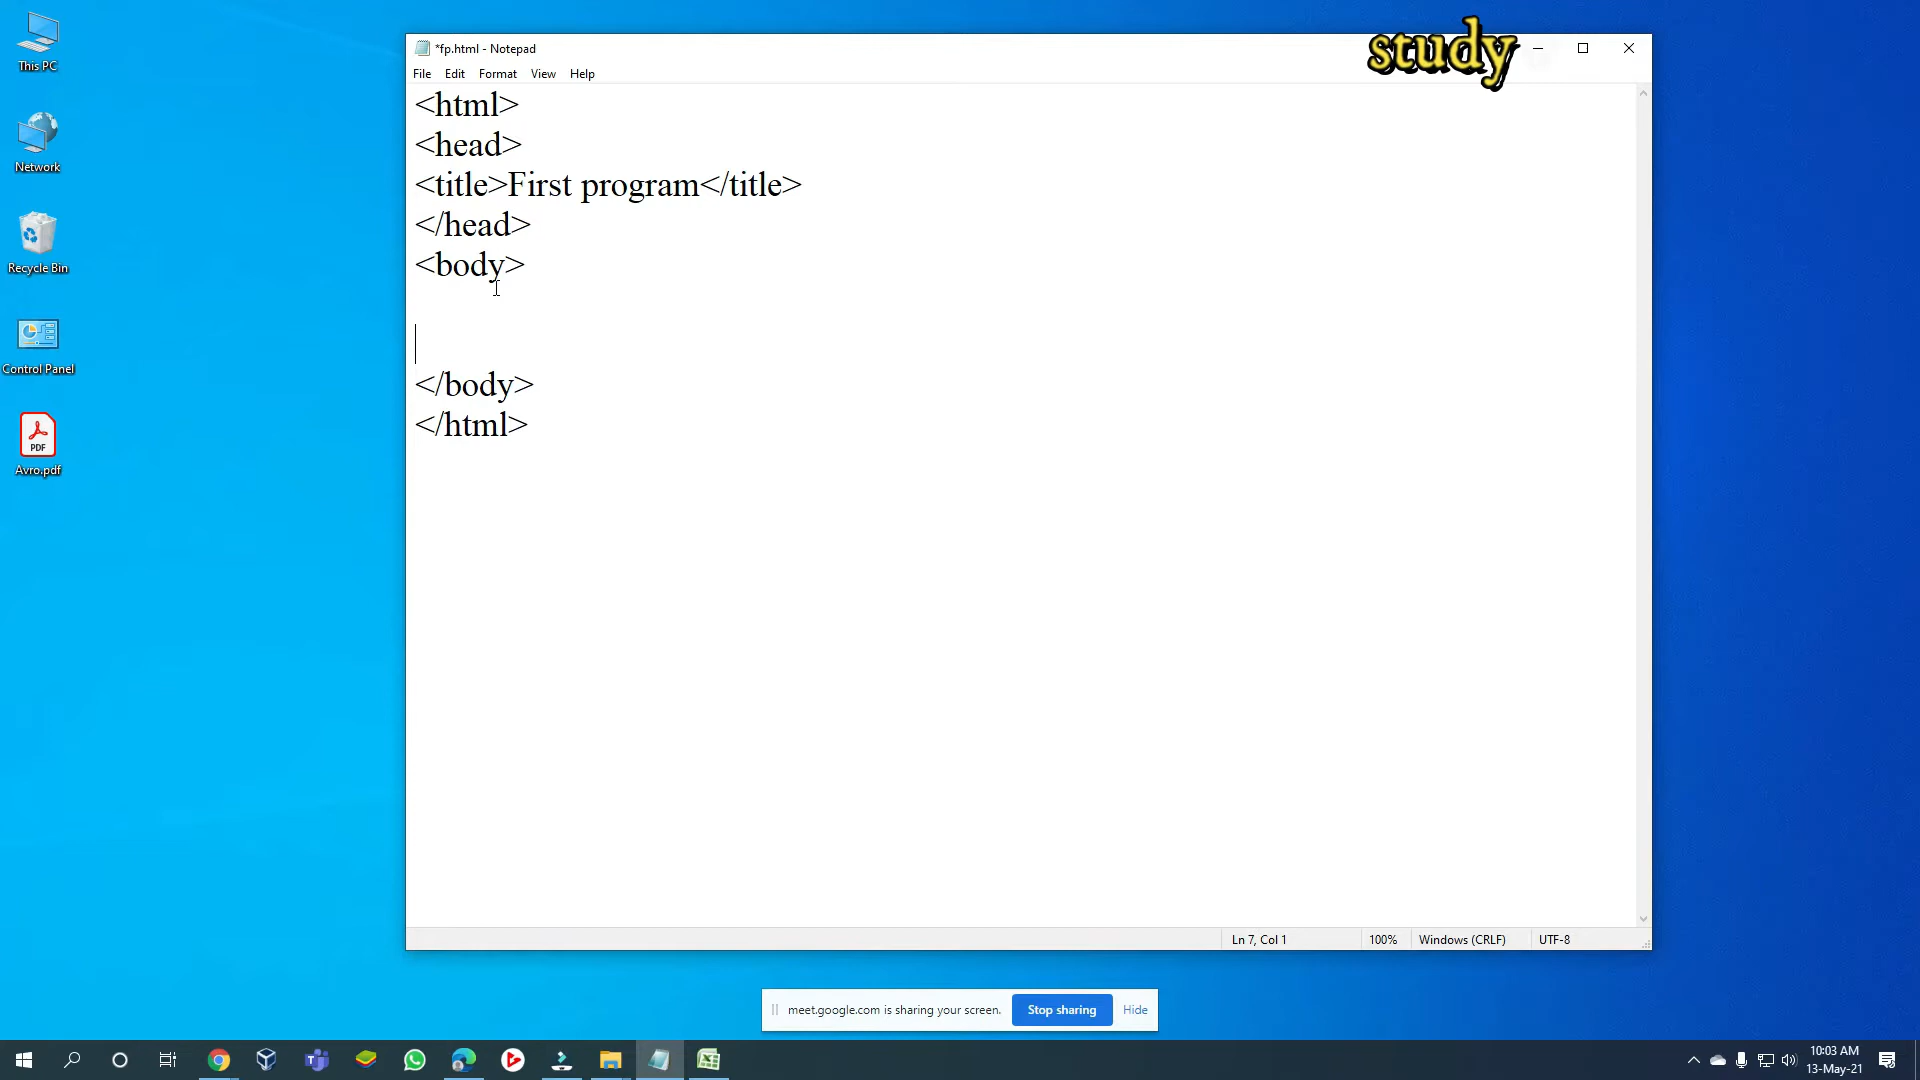 This PC
Network
Recycle Bin
Control Panel
PDF
Avro.pdf
*fp.html - Notepad
study
File Edit Format View Help
<html>
<head>
<title>First program</title>
</head>
<body>
</body>
</html>
Ln 7, Col 1 100% Windows (CRLF) UTF-8
meet.google.com is sharing your screen. Stop sharing Hide
10:03 AM
13-May-21